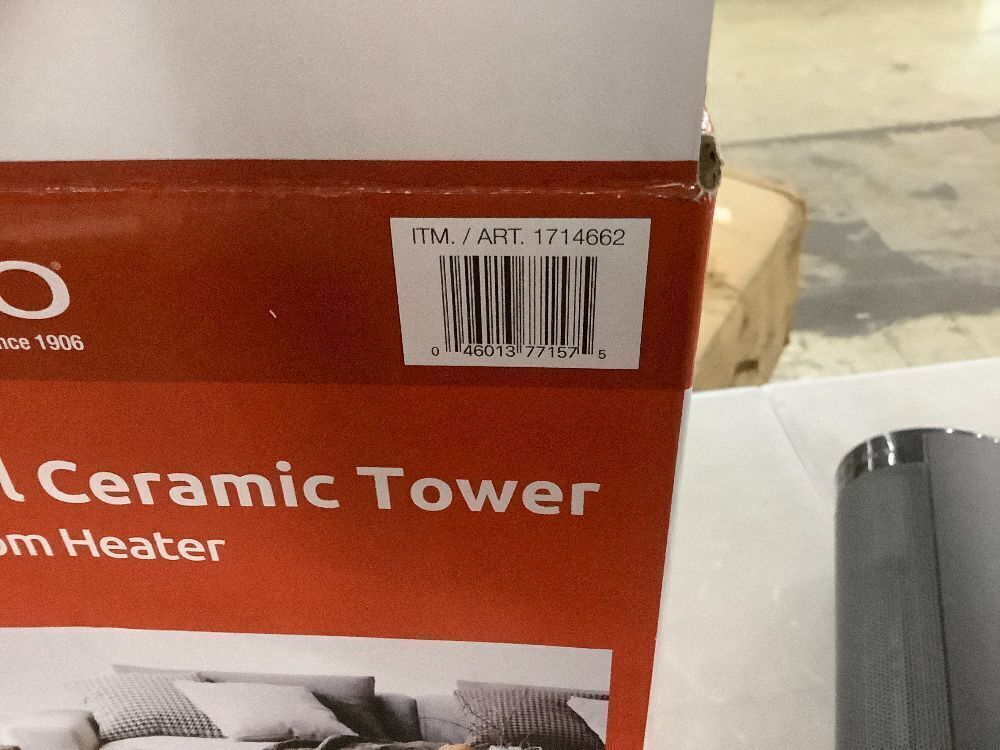 ITM. / ART. 1714662
0 46013 77157 5
O®
nce 1906
l Ceramic Tower
om Heater